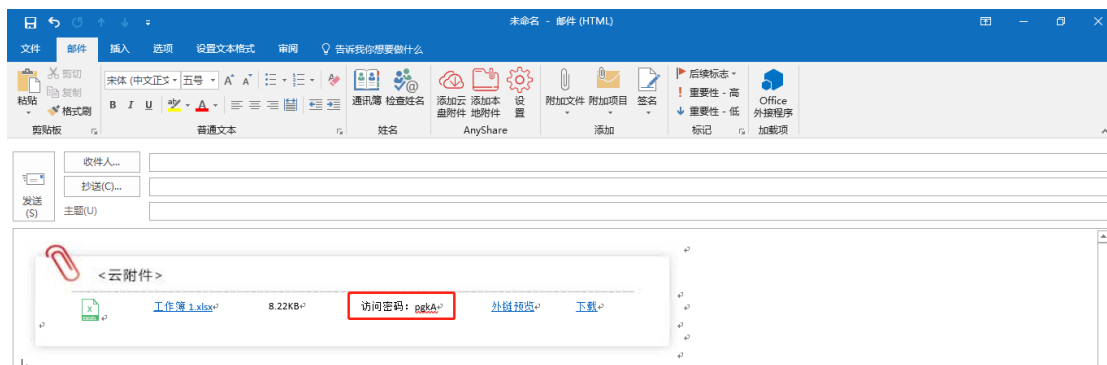 未命名 - 邮件 (HTML)
文件 邮件 插入 选项 设置文本格式 审阅 告诉我你想要做什么
粘贴 剪切 复制 格式刷
剪贴板
宋体 (中文正文 五号 A A
B I U aby A
普通文本
通讯簿 检查姓名
姓名
添加云盘附件 添加本地附件 设置
AnyShare
附加文件 附加项目 签名
添加
后续标志
重要性 - 高
重要性 - 低
标记
Office 外接程序
加载项
发送(S)
收件人...
抄送(C)...
主题(U)
<云附件>
工作簿 1.xlsx 8.22KB 访问密码：pgkA 外链预览 下载